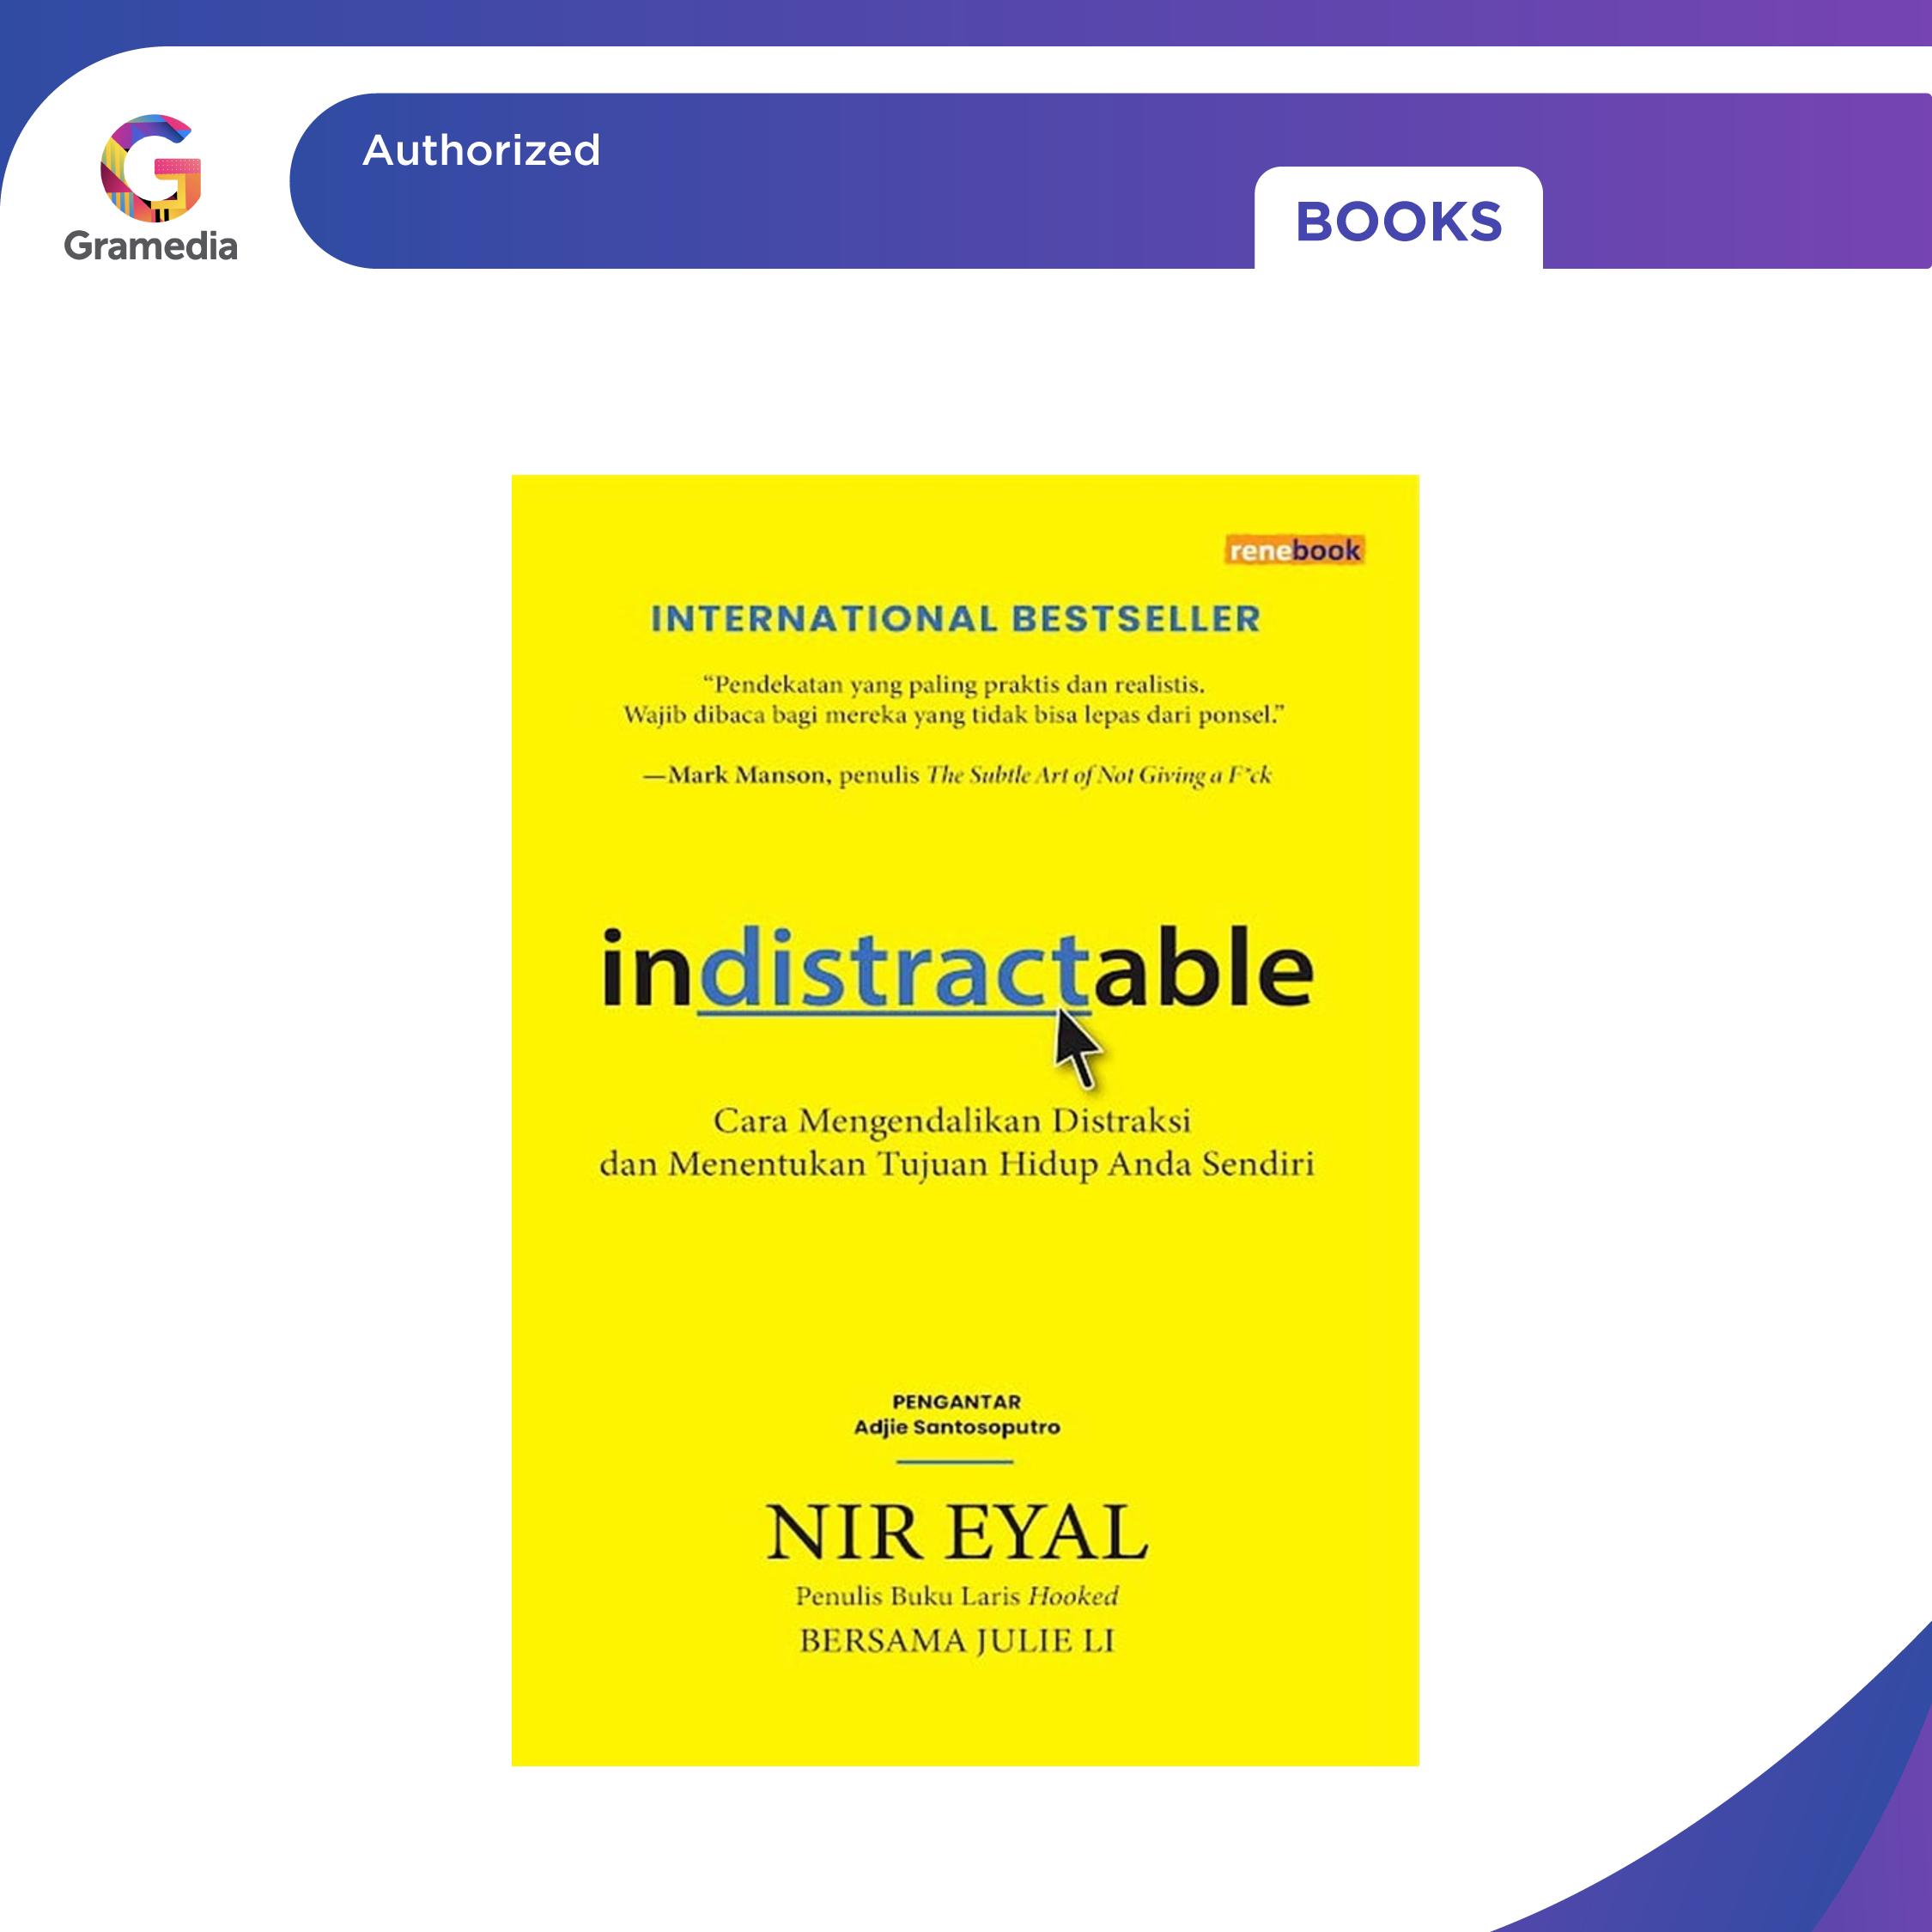 Gramedia
Authorized
BOOKS
renebook
INTERNATIONAL BESTSELLER
“Pendekatan yang paling praktis dan realistis.
Wajib dibaca bagi mereka yang tidak bisa lepas dari ponsel.”
—Mark Manson, penulis The Subtle Art of Not Giving a F*ck
indistractable
Cara Mengendalikan Distraksi
dan Menentukan Tujuan Hidup Anda Sendiri
PENGANTAR
Adjie Santosoputro
NIR EYAL
Penulis Buku Laris Hooked
BERSAMA JULIE LI